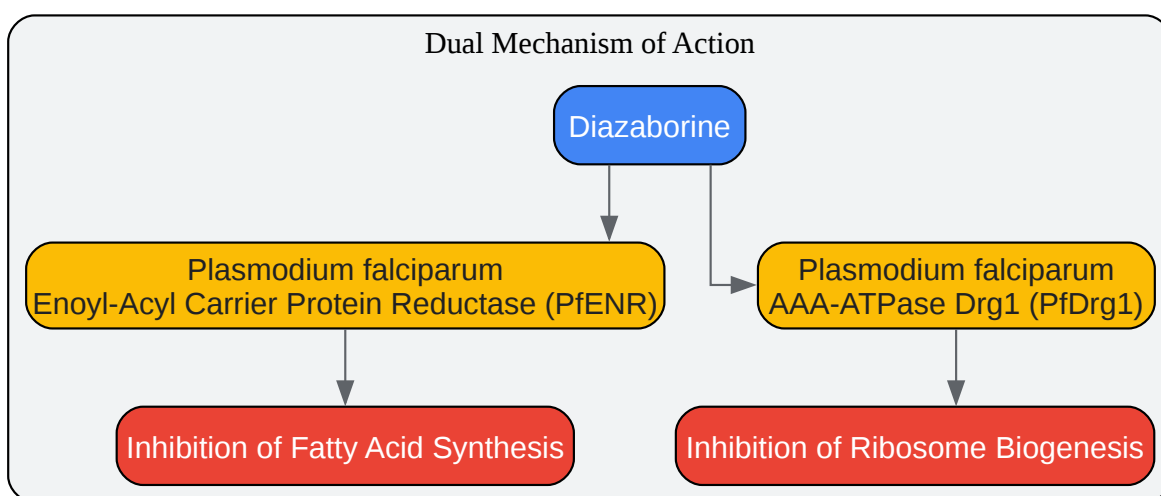 Dual Mechanism of Action
Diazaborine
Plasmodium falciparum
Enoyl-Acyl Carrier Protein Reductase (PfENR)
Plasmodium falciparum
AAA-ATPase Drg1 (PfDrg1)
Inhibition of Fatty Acid Synthesis
Inhibition of Ribosome Biogenesis